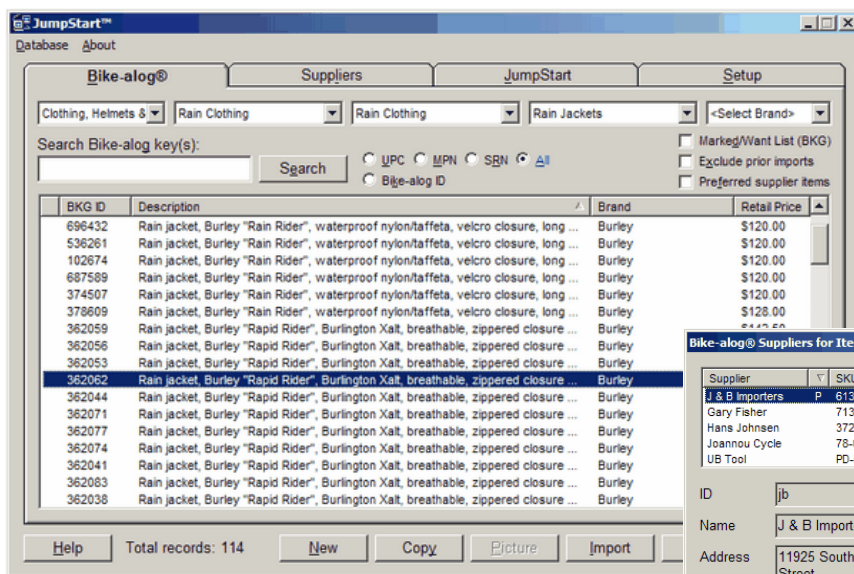 JumpStart™
Database About
Bike-alog® Suppliers JumpStart Setup
Clothing, Helmets & Rain Clothing Rain Clothing Rain Jackets <Select Brand>
Search Bike-alog key(s): Marked/Want List (BKG)
Search UPC MPN SRN All Exclude prior imports
Bike-alog ID Preferred supplier items
BKG ID Description Brand Retail Price
696432 Rain jacket, Burley "Rain Rider", waterproof nylon/taffeta, velcro closure, long ... Burley $120.00
536261 Rain jacket, Burley "Rain Rider", waterproof nylon/taffeta, velcro closure, long ... Burley $120.00
102674 Rain jacket, Burley "Rain Rider", waterproof nylon/taffeta, velcro closure, long ... Burley $120.00
687589 Rain jacket, Burley "Rain Rider", waterproof nylon/taffeta, velcro closure, long ... Burley $120.00
374507 Rain jacket, Burley "Rain Rider", waterproof nylon/taffeta, velcro closure, long ... Burley $120.00
378609 Rain jacket, Burley "Rain Rider", waterproof nylon/taffeta, velcro closure, long ... Burley $128.00
362059 Rain jacket, Burley "Rapid Rider", Burlington Xalt, breathable, zippered closure ... Burley
362056 Rain jacket, Burley "Rapid Rider", Burlington Xalt, breathable, zippered closure ... Burley
362053 Rain jacket, Burley "Rapid Rider", Burlington Xalt, breathable, zippered closure ... Burley
362062 Rain jacket, Burley "Rapid Rider", Burlington Xalt, breathable, zippered closure ... Burley
362044 Rain jacket, Burley "Rapid Rider", Burlington Xalt, breathable, zippered closure ... Burley
362071 Rain jacket, Burley "Rapid Rider", Burlington Xalt, breathable, zippered closure ... Burley
362077 Rain jacket, Burley "Rapid Rider", Burlington Xalt, breathable, zippered closure ... Burley
362074 Rain jacket, Burley "Rapid Rider", Burlington Xalt, breathable, zippered closure ... Burley
362041 Rain jacket, Burley "Rapid Rider", Burlington Xalt, breathable, zippered closure ... Burley
362083 Rain jacket, Burley "Rapid Rider", Burlington Xalt, breathable, zippered closure ... Burley
362038 Rain jacket, Burley "Rapid Rider", Burlington Xalt, breathable, zippered closure ... Burley
Help Total records: 114 New Copy Picture Import
Bike-alog® Suppliers for Ite
Supplier SKU
J & B Importers P 613
Gary Fisher 713
Hans Johnsen 372
Joannou Cycle 78-
UB Tool PD-
ID jb
Name J & B Import
Address 11925 South
Street